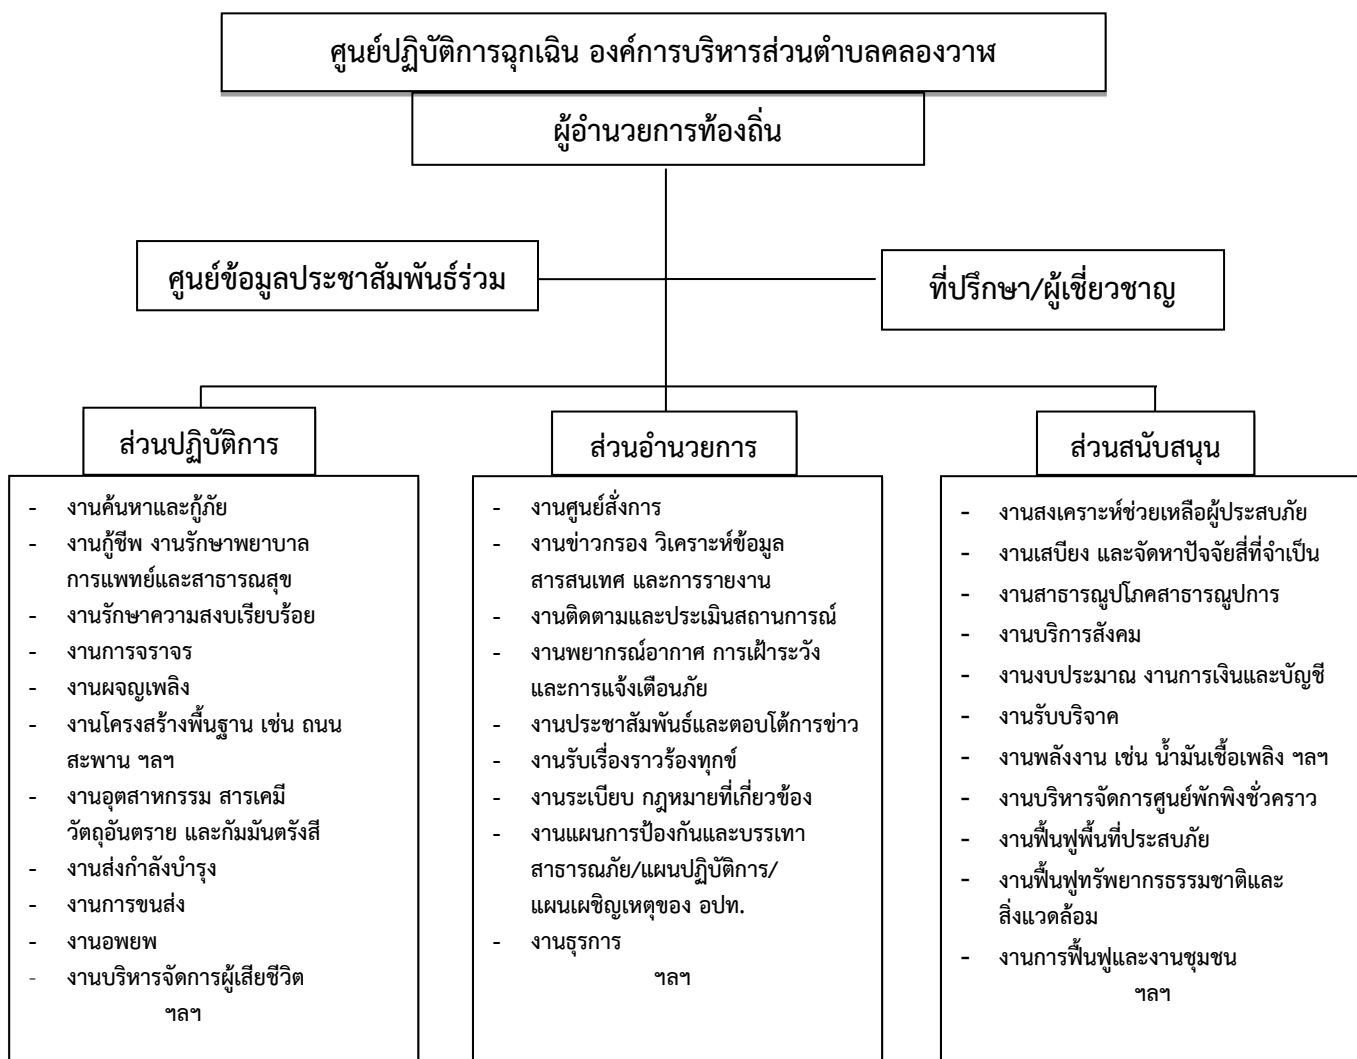 ศูนย์ปฏิบัติการฉุกเฉิน องค์การบริหารส่วนตำบลคลองวาฬ
ผู้อำนวยการท้องถิ่น
ศูนย์ข้อมูลประชาสัมพันธ์ร่วม
ที่ปรึกษา/ผู้เชี่ยวชาญ
ส่วนปฏิบัติการ
- งานค้นหาและกู้ภัย
- งานกู้ชีพ งานรักษาพยาบาล
การแพทย์และสาธารณสุข
- งานรักษาความสงบเรียบร้อย
- งานการจราจร
- งานผจญเพลิง
- งานโครงสร้างพื้นฐาน เช่น ถนน
สะพาน ฯลฯ
- งานอุตสาหกรรม สารเคมี
วัตถุอันตราย และกัมมันตรังสี
- งานส่งกำลังบำรุง
- งานการขนส่ง
- งานอพยพ
- งานบริหารจัดการผู้เสียชีวิต
ฯลฯ
ส่วนอำนวยการ
- งานศูนย์สั่งการ
- งานข่าวกรอง วิเคราะห์ข้อมูล
สารสนเทศ และการรายงาน
- งานติดตามและประเมินสถานการณ์
- งานพยากรณ์อากาศ การเฝ้าระวัง
และการแจ้งเตือนภัย
- งานประชาสัมพันธ์และตอบโต้การข่าว
- งานรับเรื่องราวร้องทุกข์
- งานระเบียบ กฎหมายที่เกี่ยวข้อง
- งานแผนการป้องกันและบรรเทา
สาธารณภัย/แผนปฏิบัติการ/
แผนเผชิญเหตุของ อปท.
- งานธุรการ
ฯลฯ
ส่วนสนับสนุน
- งานสงเคราะห์ช่วยเหลือผู้ประสบภัย
- งานเสบียง และจัดหาปัจจัยสี่ที่จำเป็น
- งานสาธารณูปโภคสาธารณูปการ
- งานบริการสังคม
- งานงบประมาณ งานการเงินและบัญชี
- งานรับบริจาค
- งานพลังงาน เช่น น้ำมันเชื้อเพลิง ฯลฯ
- งานบริหารจัดการศูนย์พักพิงชั่วคราว
- งานฟื้นฟูพื้นที่ประสบภัย
- งานฟื้นฟูทรัพยากรธรรมชาติและ
สิ่งแวดล้อม
- งานการฟื้นฟูและงานชุมชน
ฯลฯ